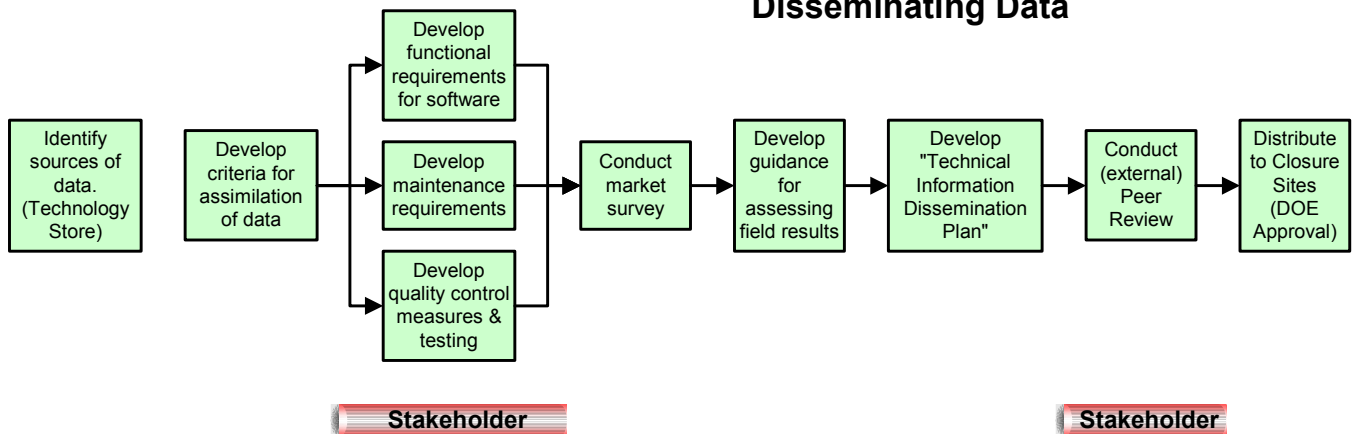 Disseminating Data
Identify
sources of
data.
(Technology
Store)
Develop
criteria for
assimilation
of data
Develop
functional
requirements
for software
Develop
maintenance
requirements
Develop
quality control
measures &
testing
Conduct
market
survey
Develop
guidance
for
assessing
field results
Develop
"Technical
Information
Dissemination
Plan"
Conduct
(external)
Peer
Review
Distribute
to Closure
Sites
(DOE
Approval)
Stakeholder
Stakeholder